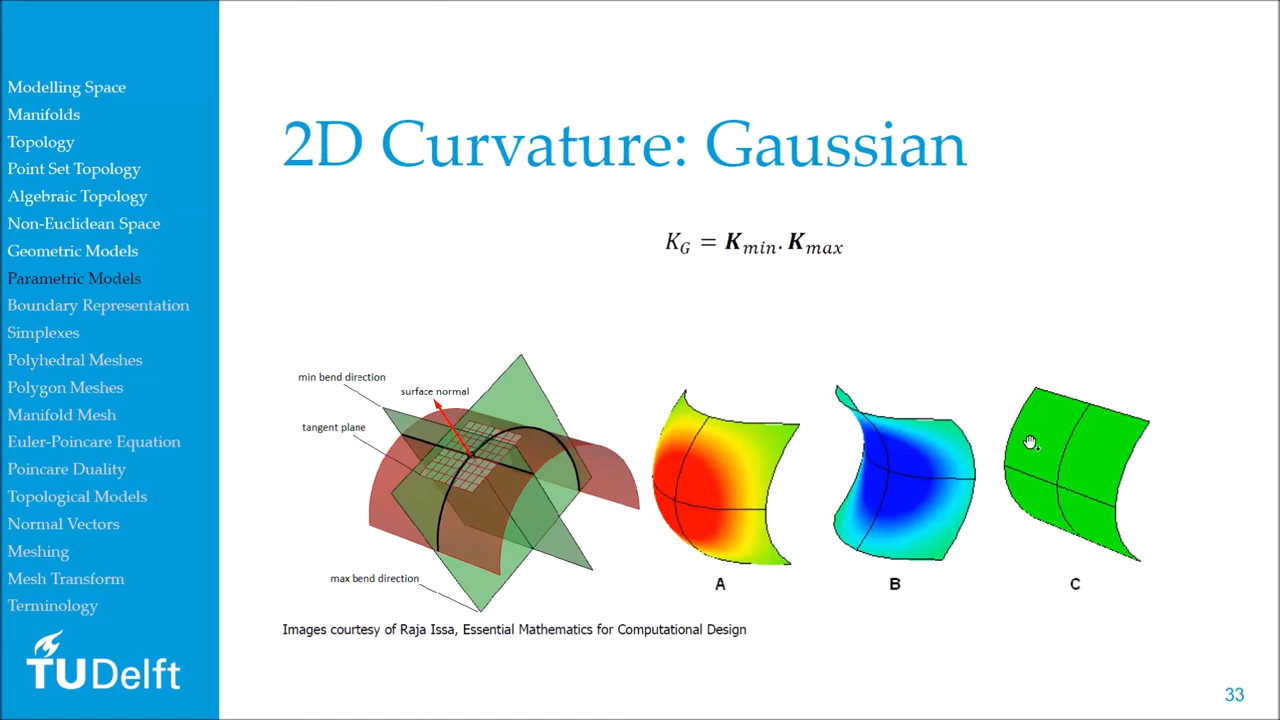 Modelling Space
Manifolds
Topology
Point Set Topology
Algebraic Topology
Non-Euclidean Space
Geometric Models
Parametric Models
Boundary Representation
Simplexes
Polyhedral Meshes
Polygon Meshes
Manifold Mesh
Euler-Poincare Equation
Poincare Duality
Topological Models
Normal Vectors
Meshing
Mesh Transform
Terminology
TUDelft
2D Curvature: Gaussian
K_G = K_min. K_max
min bend direction
surface normal
tangent plane
max bend direction
A
B
C
Images courtesy of Raja Issa, Essential Mathematics for Computational Design
33